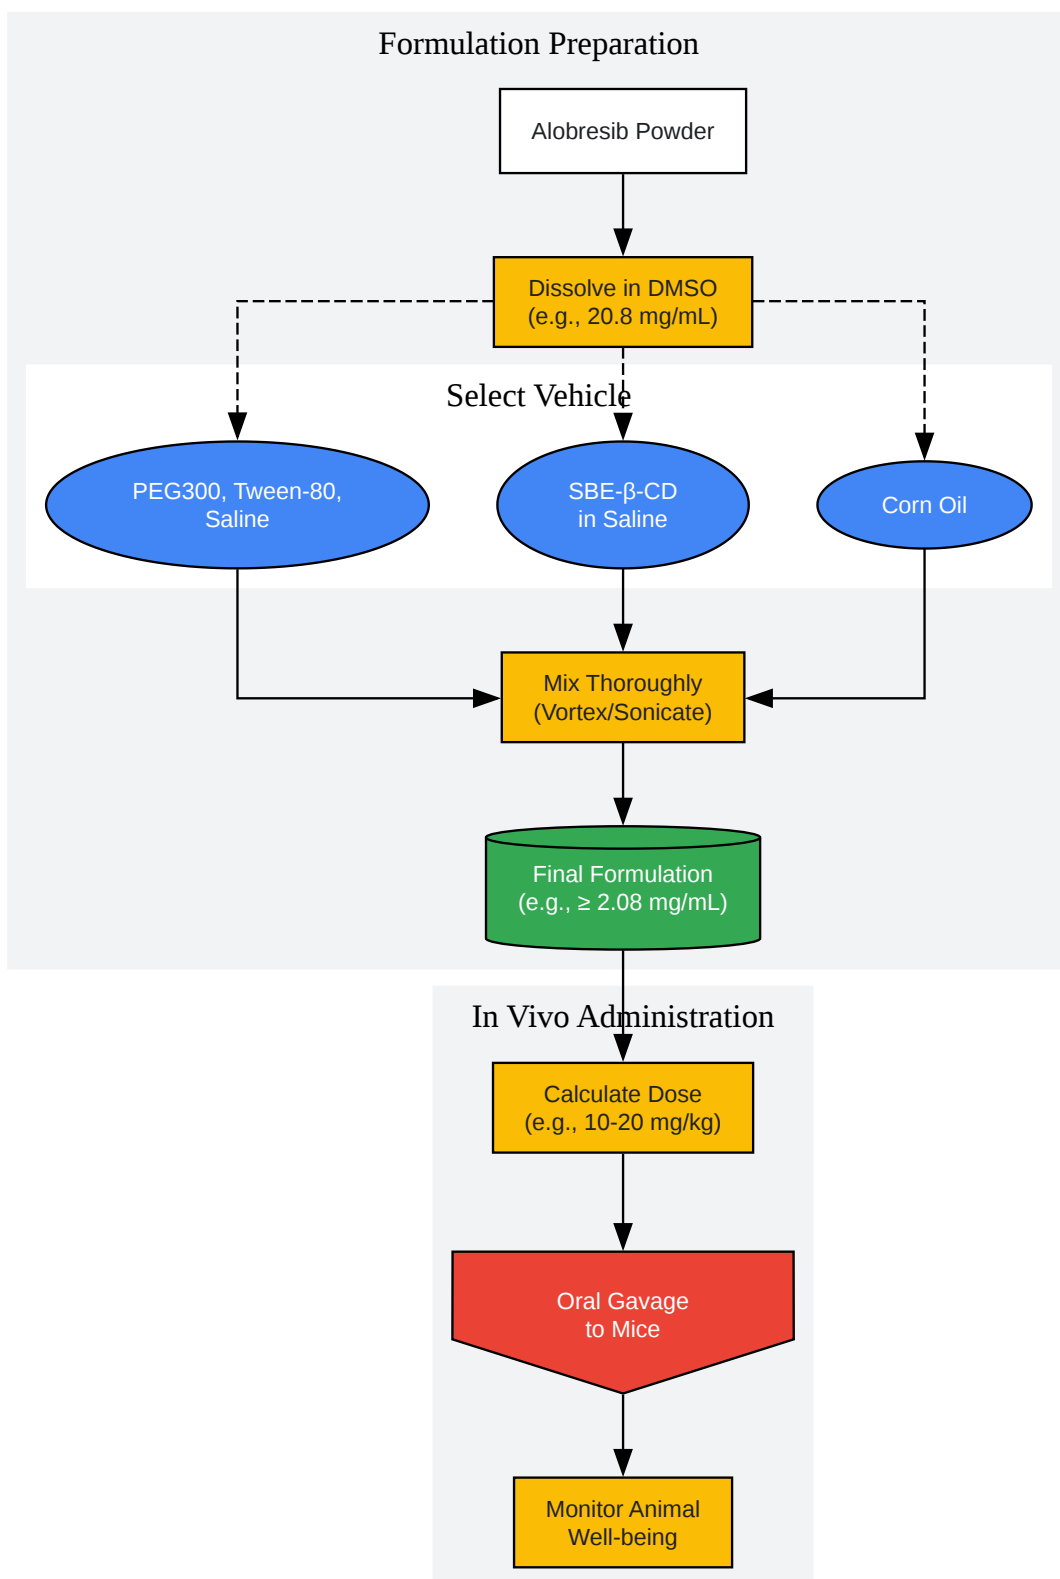 Formulation Preparation
Alobresib Powder
Dissolve in DMSO
(e.g., 20.8 mg/mL)
Select Vehicle
PEG300, Tween-80,
Saline
SBE-β-CD
in Saline
Corn Oil
Mix Thoroughly
(Vortex/Sonicate)
Final Formulation
(e.g., ≥ 2.08 mg/mL)
In Vivo Administration
Calculate Dose
(e.g., 10-20 mg/kg)
Oral Gavage
to Mice
Monitor Animal
Well-being